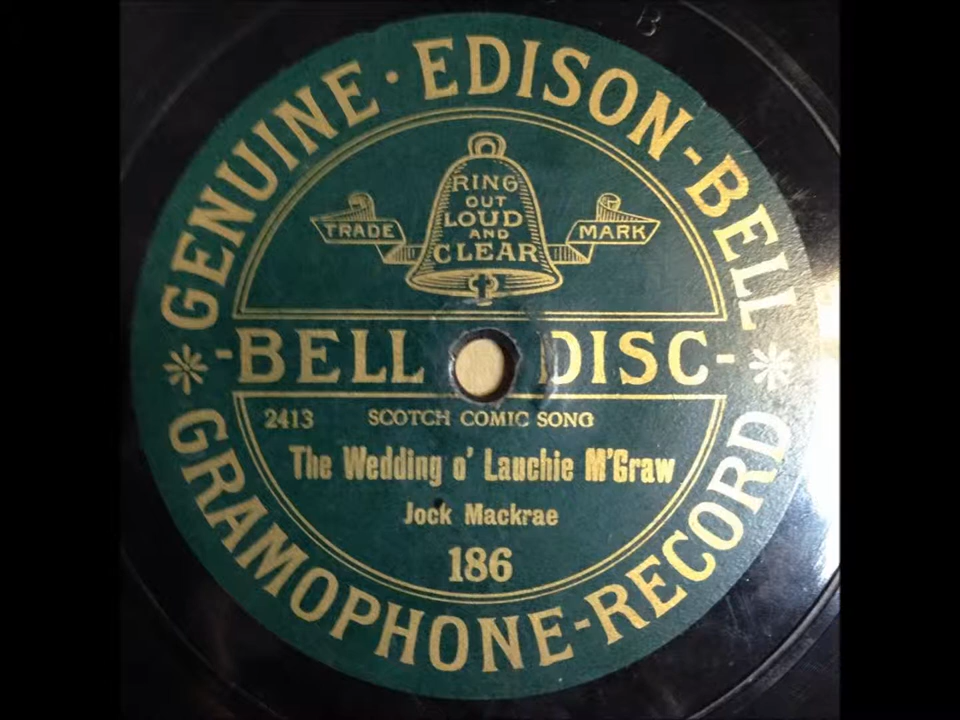 B
GENUINE · EDISON-BELL
RING
OUT
LOUD
AND
CLEAR
TRADE MARK
-BELL DISC-
2413 SCOTCH COMIC SONG
The Wedding o' Lauchie M'Graw
Jock Mackrae
186
GRAMOPHONE-RECORD